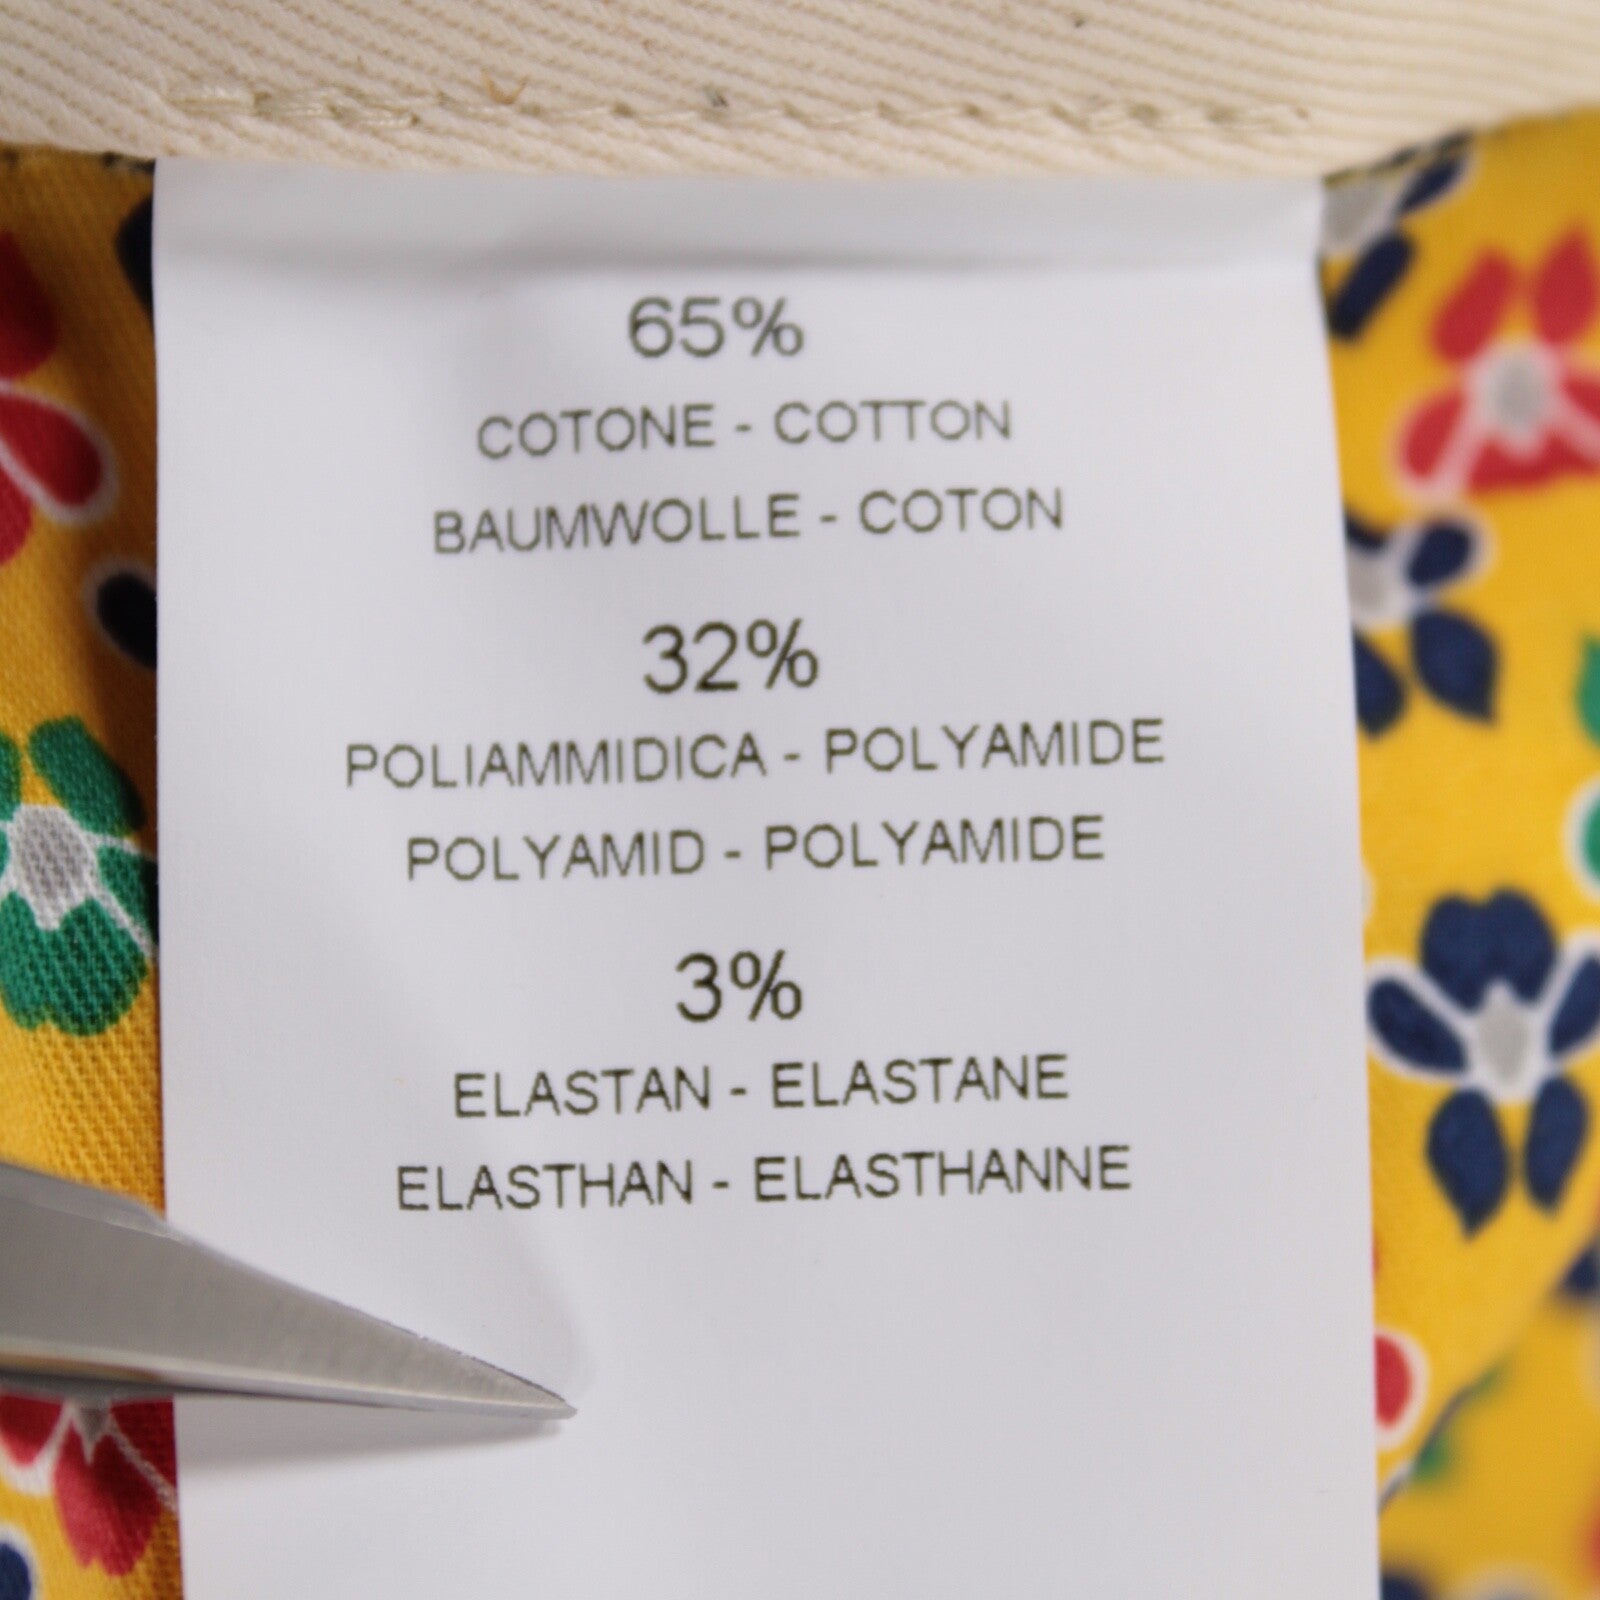 65%
COTONE - COTTON
BAUMWOLLE - COTON
32%
POLIAMMIDICA - POLYAMIDE
POLYAMID - POLYAMIDE
3%
ELASTAN - ELASTANE
ELASTHAN - ELASTHANNE